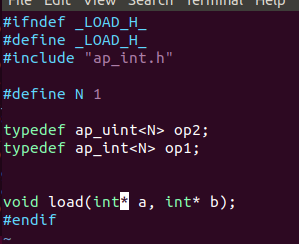 File Edit View Search Terminal Help
#ifndef _LOAD_H_
#define _LOAD_H_
#include "ap_int.h"
#define N 1
typedef ap_uint<N> op2;
typedef ap_int<N> op1;
void load(int* a, int* b);
#endif
~